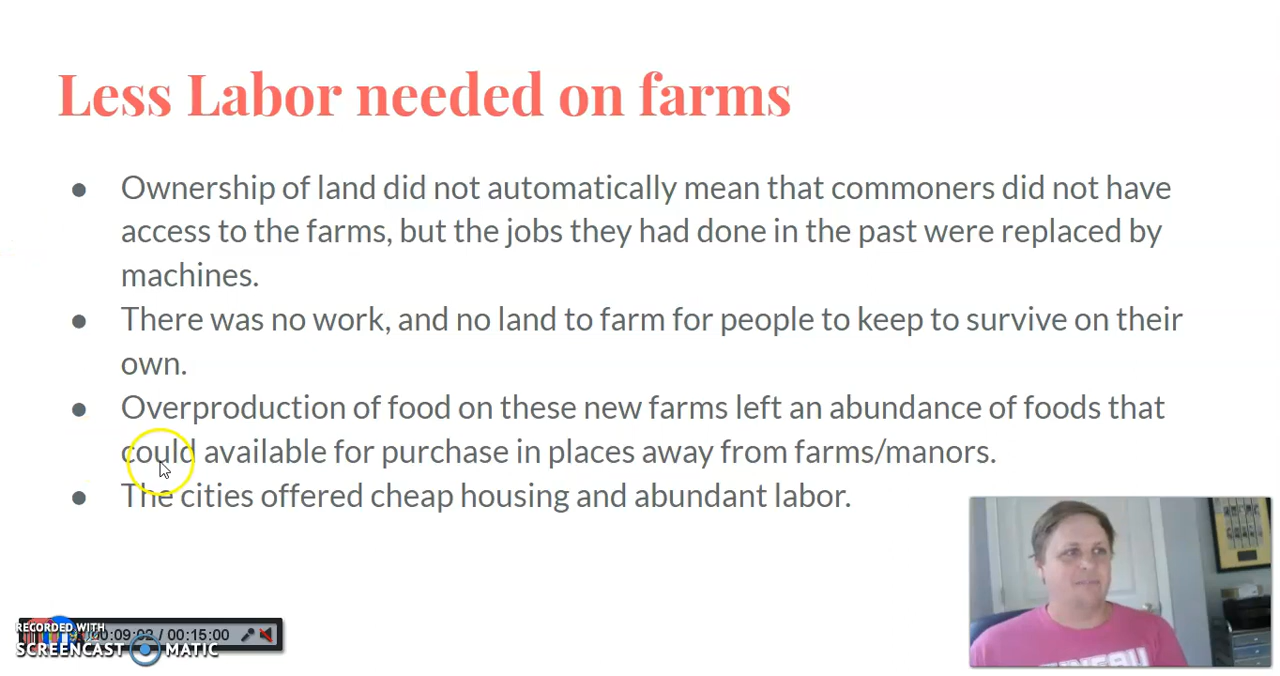 Less Labor needed on farms
● Ownership of land did not automatically mean that commoners did not have
access to the farms, but the jobs they had done in the past were replaced by
machines.
● There was no work, and no land to farm for people to keep to survive on their
own.
● Overproduction of food on these new farms left an abundance of foods that
could available for purchase in places away from farms/manors.
● The cities offered cheap housing and abundant labor.
RECORDED WITH
00:09:02 / 00:15:00
SCREENCAST MATIC